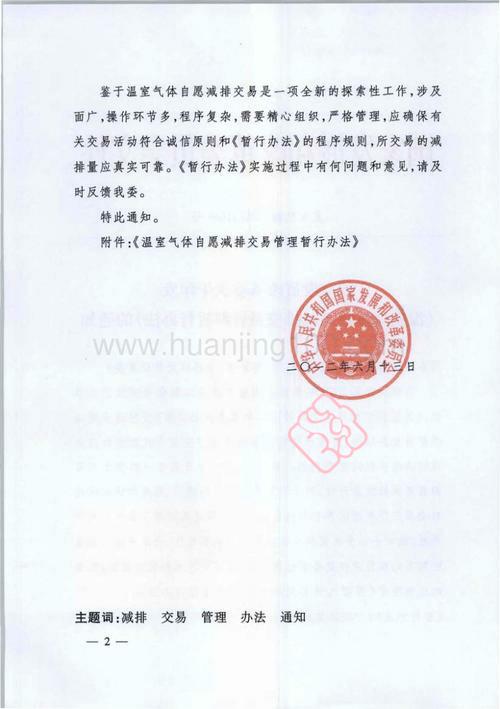 鉴于温室气体自愿减排交易是一项全新的探索性工作，涉及
面广，操作环节多，程序复杂，需要精心组织，严格管理，应确保有
关交易活动符合诚信原则和《暂行办法》的程序规则，所交易的减
排量应真实可靠。《暂行办法》实施过程中有何问题和意见，请及
时反馈我委。
特此通知。
附件：《温室气体自愿减排交易管理暂行办法》
中华人民共和国国家发展和改革委员会
www.huanjing
二〇一二年六月十三日
主题词：减排 交易 管理 办法 通知
— 2 —